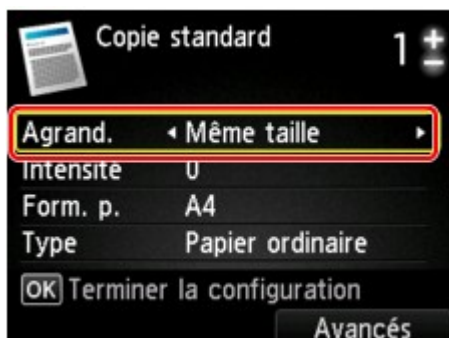 Copie standard
1 +
−
Agrand. ◂ Même taille ▸
Intensité 0
Form. p. A4
Type Papier ordinaire
OK Terminer la configuration
Avancés